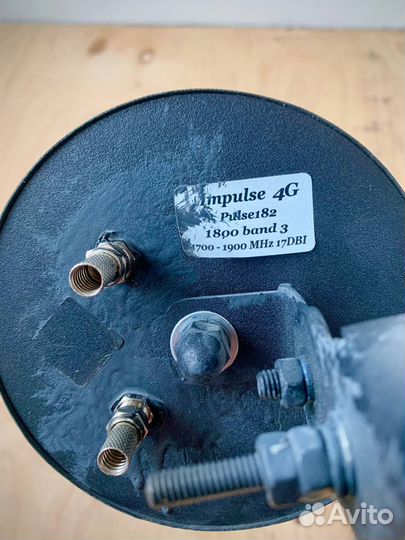 Impulse 4G
Pulse182
1800 band 3
1700 - 1900 MHz 17DBI
Avito